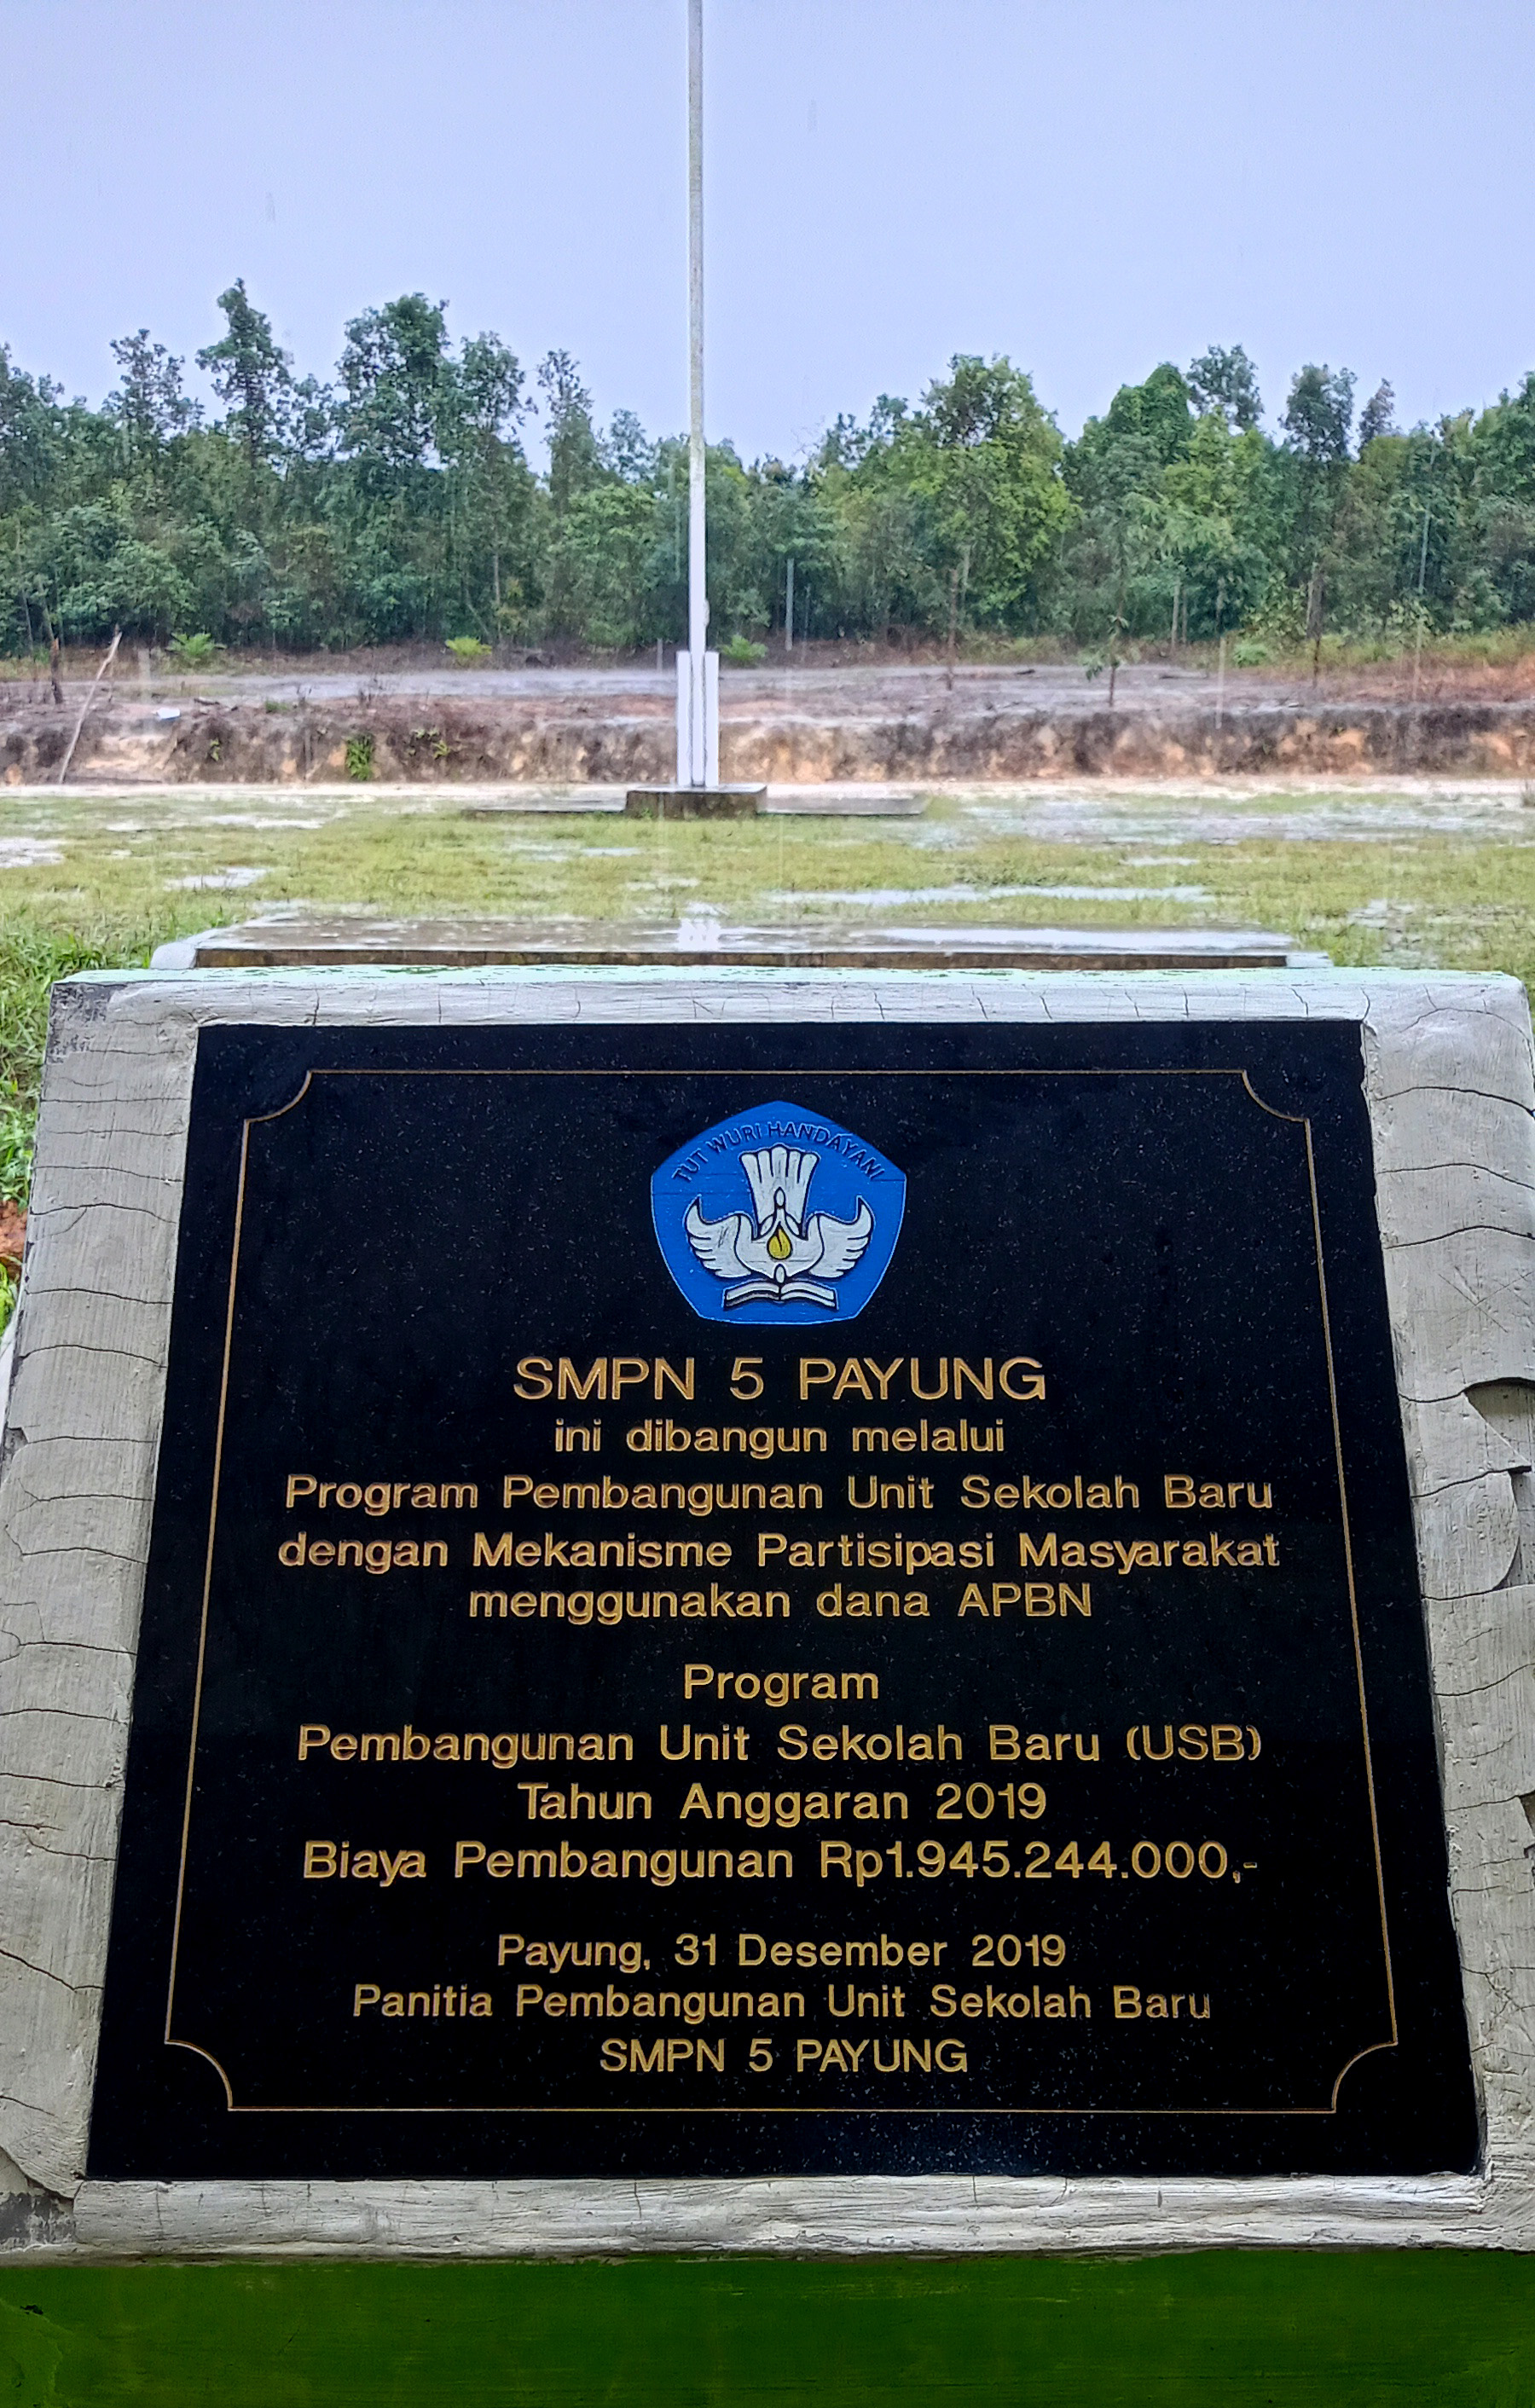 TUT WURI HANDAYANI
SMPN 5 PAYUNG
ini dibangun melalui
Program Pembangunan Unit Sekolah Baru
dengan Mekanisme Partisipasi Masyarakat
menggunakan dana APBN
Program
Pembangunan Unit Sekolah Baru (USB)
Tahun Anggaran 2019
Biaya Pembangunan Rp1.945.244.000,-
Payung, 31 Desember 2019
Panitia Pembangunan Unit Sekolah Baru
SMPN 5 PAYUNG